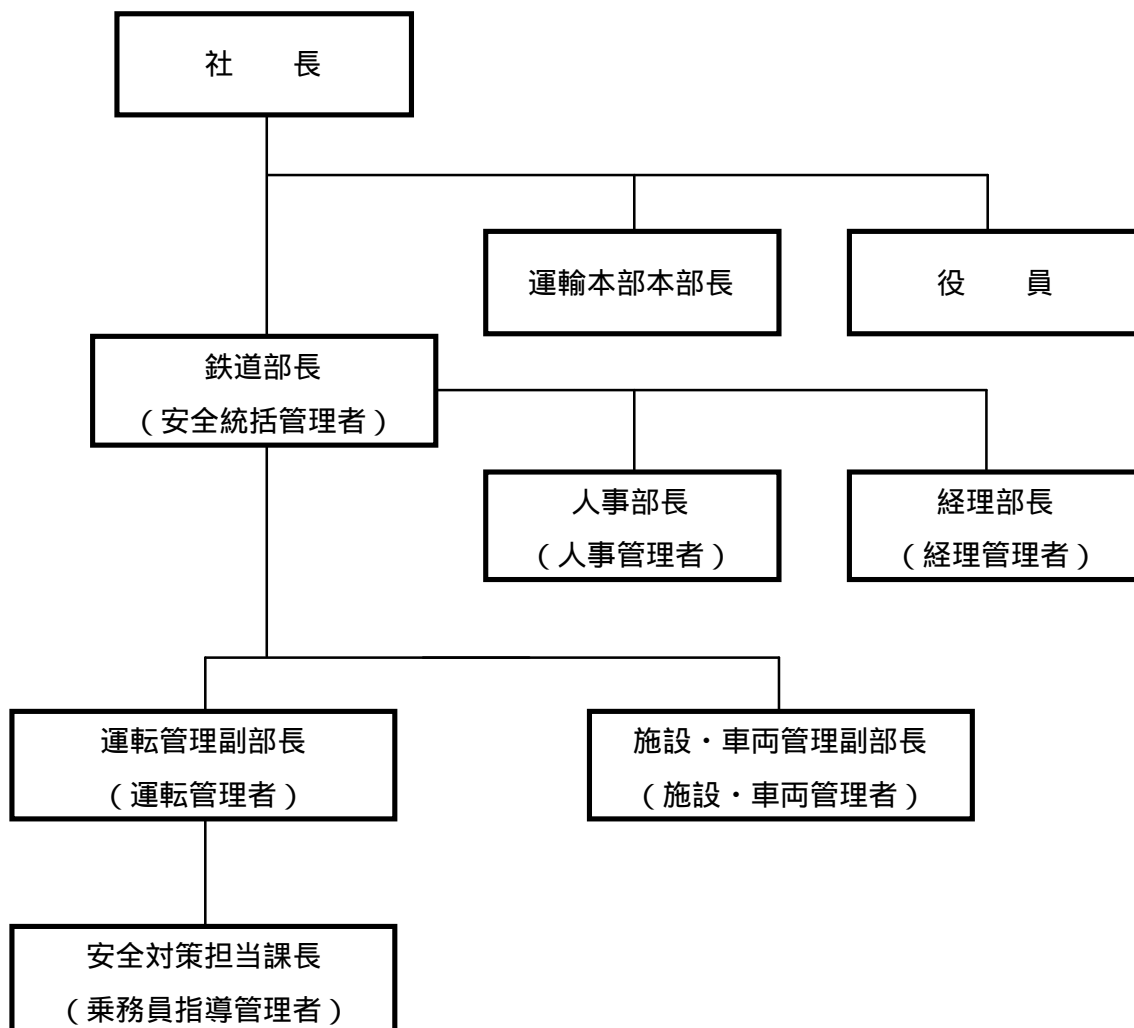 社　　長
運輸本部本部長
役　　員
鉄道部長
（安全統括管理者）
人事部長
（人事管理者）
経理部長
（経理管理者）
運転管理副部長
（運転管理者）
施設・車両管理副部長
（施設・車両管理者）
安全対策担当課長
（乗務員指導管理者）